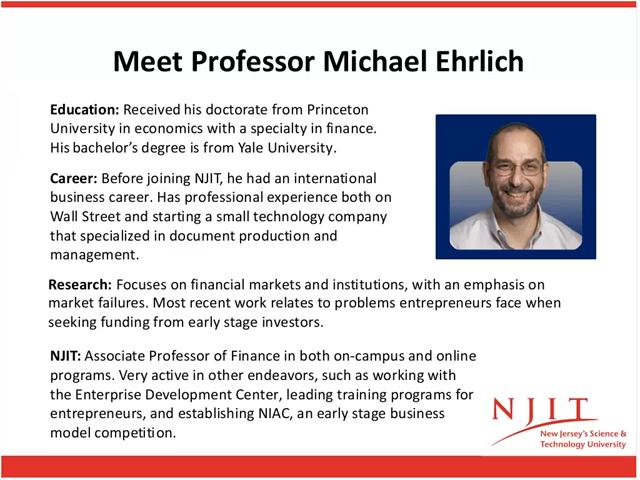 Meet Professor Michael Ehrlich
Education: Received his doctorate from Princeton
University in economics with a specialty in finance.
His bachelor's degree is from Yale University.
Career: Before joining NJIT, he had an international
business career. Has professional experience both on
Wall Street and starting a small technology company
that specialized in document production and
management.
Research: Focuses on financial markets and institutions, with an emphasis on
market failures. Most recent work relates to problems entrepreneurs face when
seeking funding from early stage investors.
NJIT: Associate Professor of Finance in both on-campus and online
programs. Very active in other endeavors, such as working with
the Enterprise Development Center, leading training programs for
entrepreneurs, and establishing NIAC, an early stage business
model competition.
NJIT
New Jersey's Science &
Technology University